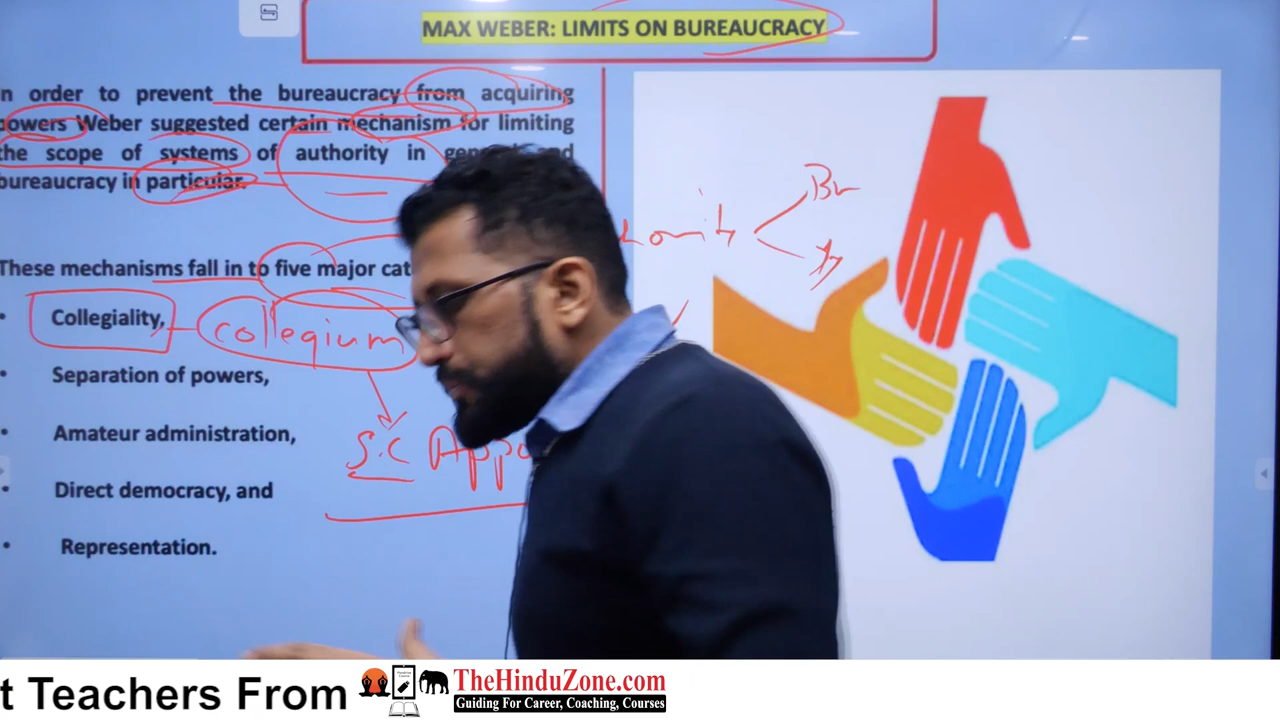 MAX WEBER: LIMITS ON BUREAUCRACY
n order to prevent the bureaucracy from acquiring
powers Weber suggested certain mechanism for limiting
the scope of systems of authority in
bureaucracy in particular.
These mechanisms fall in to five major
• Collegiality, collegium
• Separation of powers,
• Amateur administration,
S.C
• Direct democracy, and
• Representation.
t Teachers From
TheHinduZone.com
Guiding For Career, Coaching, Courses